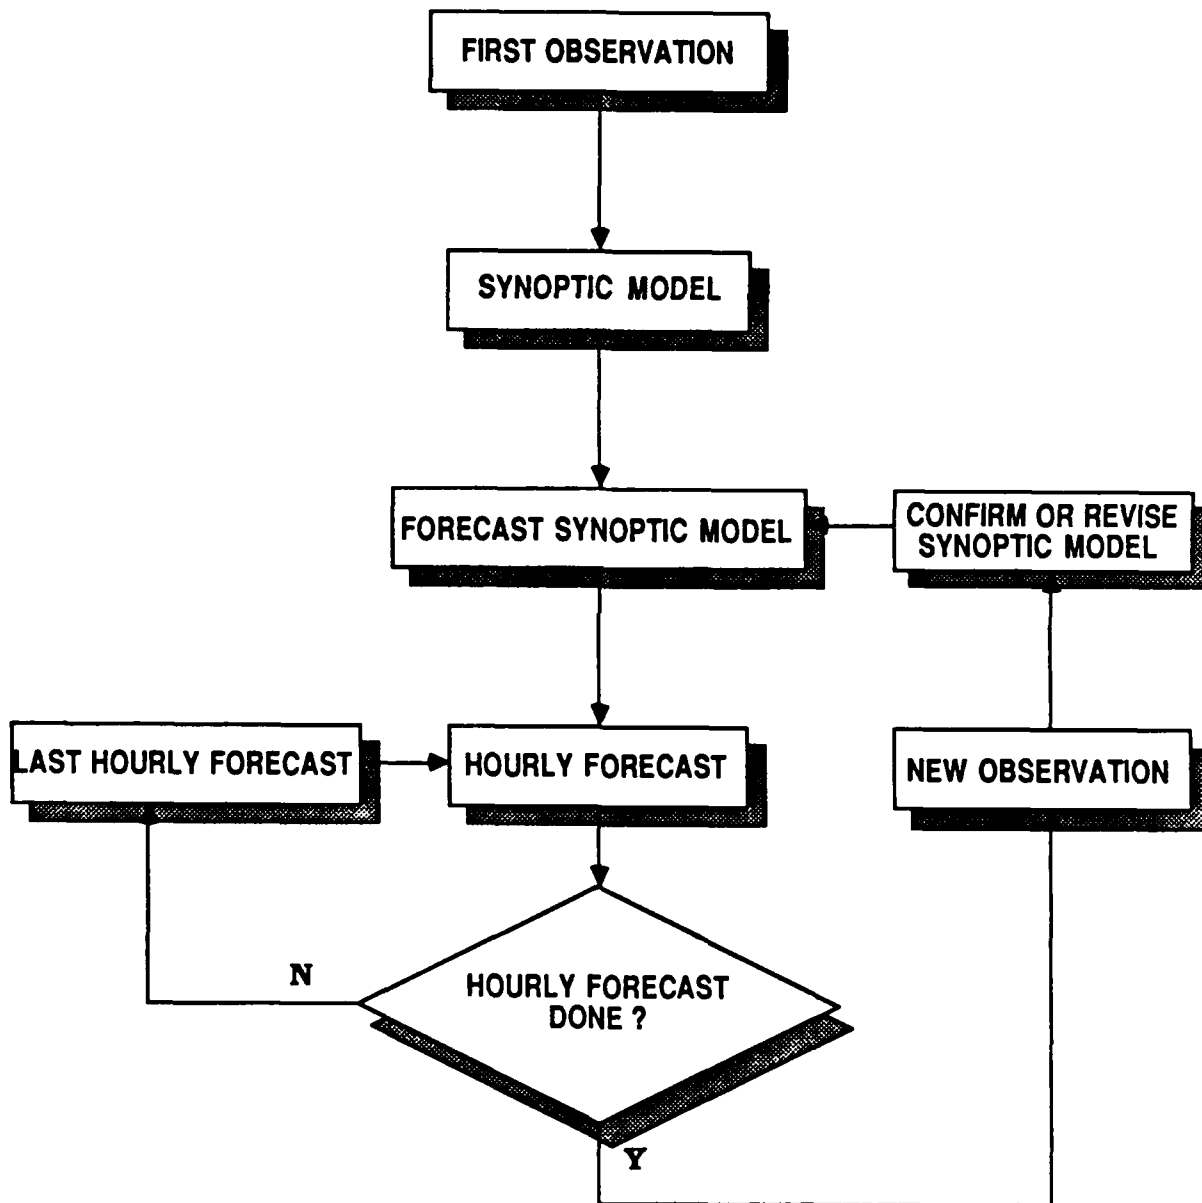 FIRST OBSERVATION
SYNOPTIC MODEL
FORECAST SYNOPTIC MODEL
CONFIRM OR REVISE
SYNOPTIC MODEL
LAST HOURLY FORECAST
HOURLY FORECAST
NEW OBSERVATION
N
HOURLY FORECAST
DONE ?
Y